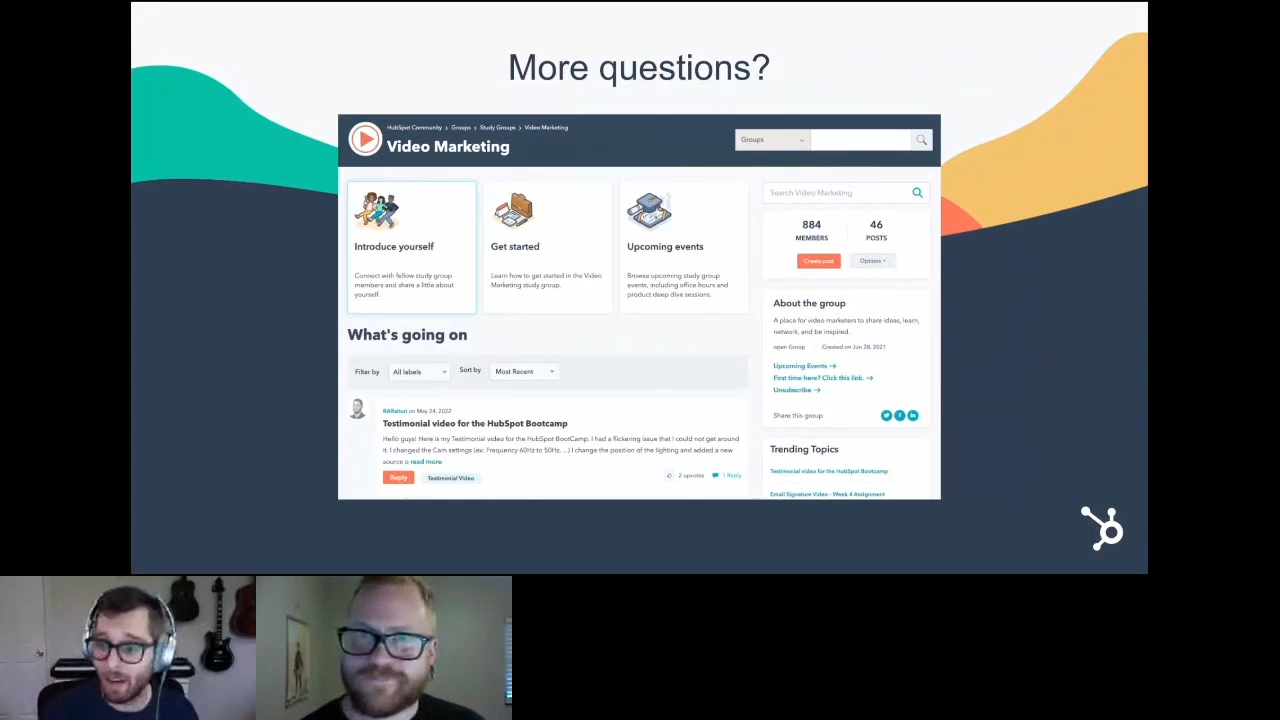 More questions?
HubSpot Community > Groups > Study Groups > Video Marketing
Video Marketing
Groups
Introduce yourself
Connect with fellow study group
members and share a little about
yourself.
Get started
Learn how to get started in the Video
Marketing study group.
Upcoming events
Browse upcoming study group
events, including office hours and
product deep dive sessions.
Search Video Marketing
884 46
MEMBERS POSTS
Create post Options
About the group
A place for video marketers to share ideas, learn,
network, and be inspired.
open Group Created on Jun 28, 2021
Upcoming Events →
First time here? Click this link. →
Unsubscribe →
Share this group
Trending Topics
Testimonial video for the HubSpot Bootcamp
Email Signature Video - Week 4 Assignment
What's going on
Filter by All labels Sort by Most Recent
on May 24, 2022
Testimonial video for the HubSpot Bootcamp
Hello guys! Here is my Testimonial video for the HubSpot BootCamp. I had a flickering issue that I could not get around
it. I changed the Cam settings (ex: Frequency 60Hz to 50Hz, ...) I change the position of the lighting and added a new
source o read more
Reply Testimonial Video 2 upvotes 1 Reply